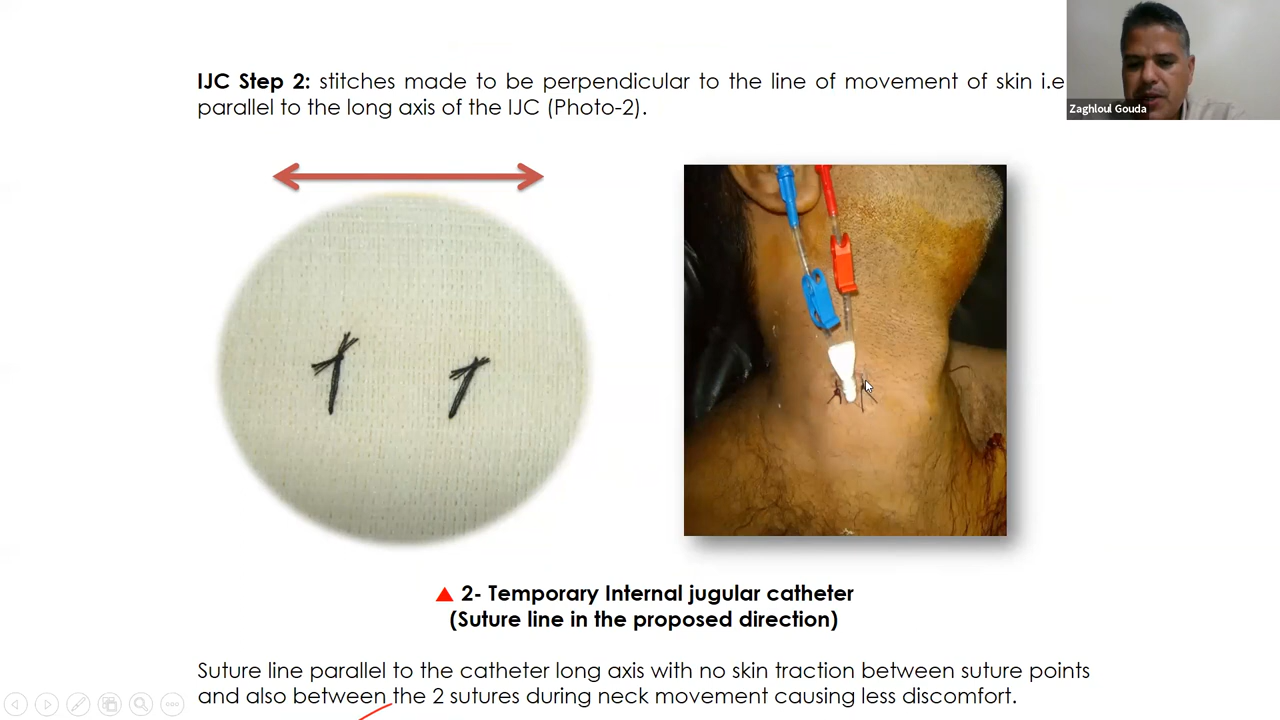 IJC Step 2: stitches made to be perpendicular to the line of movement of skin i.e
parallel to the long axis of the IJC (Photo-2).
Zaghloul Gouda
2- Temporary Internal jugular catheter
(Suture line in the proposed direction)
Suture line parallel to the catheter long axis with no skin traction between suture points
and also between the 2 sutures during neck movement causing less discomfort.